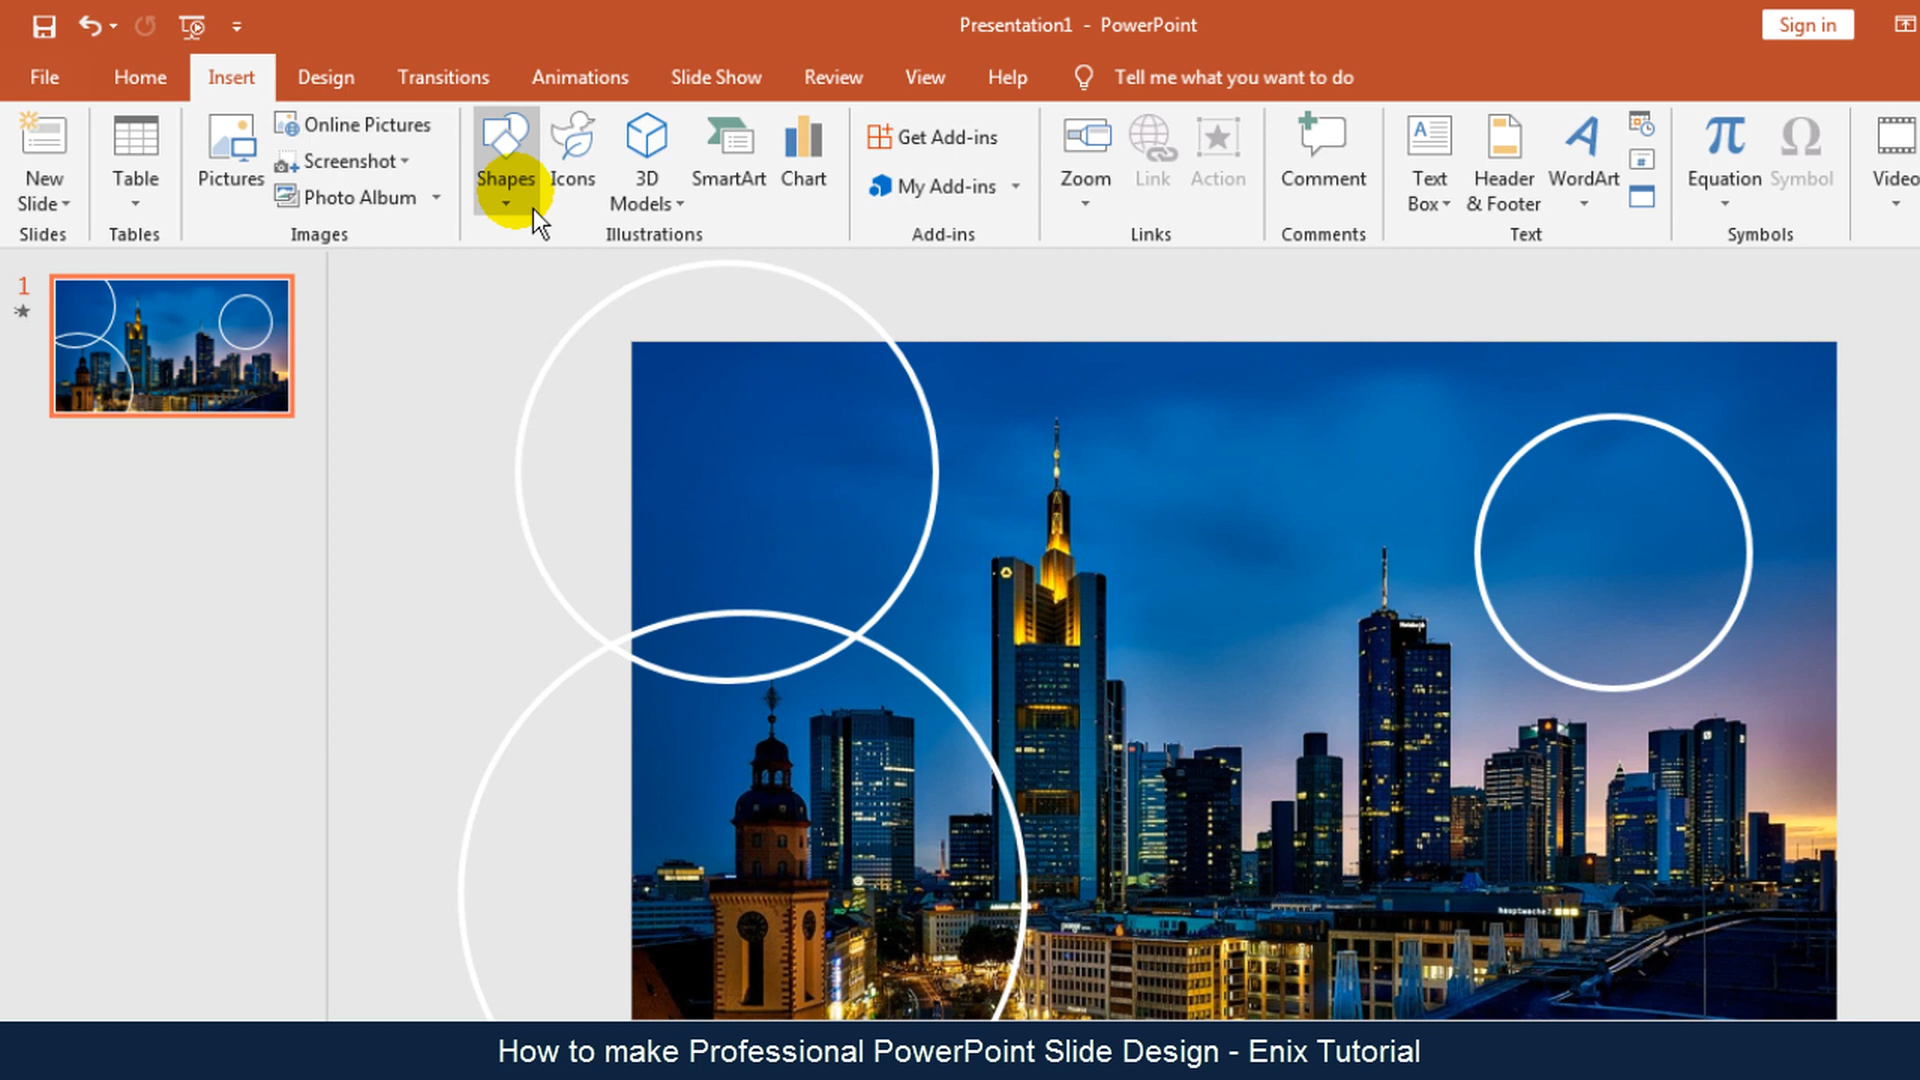 Presentation1 - PowerPoint
Sign in
File Home Insert Design Transitions Animations Slide Show Review View Help Tell me what you want to do
New Slide
Slides
Table
Tables
Pictures
Online Pictures
Screenshot
Photo Album
Images
Shapes
Icons
3D Models
SmartArt
Chart
Illustrations
Get Add-ins
My Add-ins
Add-ins
Zoom
Link
Action
Links
Comment
Comments
Text Box
Header & Footer
WordArt
Text
Equation
Symbol
Symbols
Video
1
hauptwache
How to make Professional PowerPoint Slide Design - Enix Tutorial